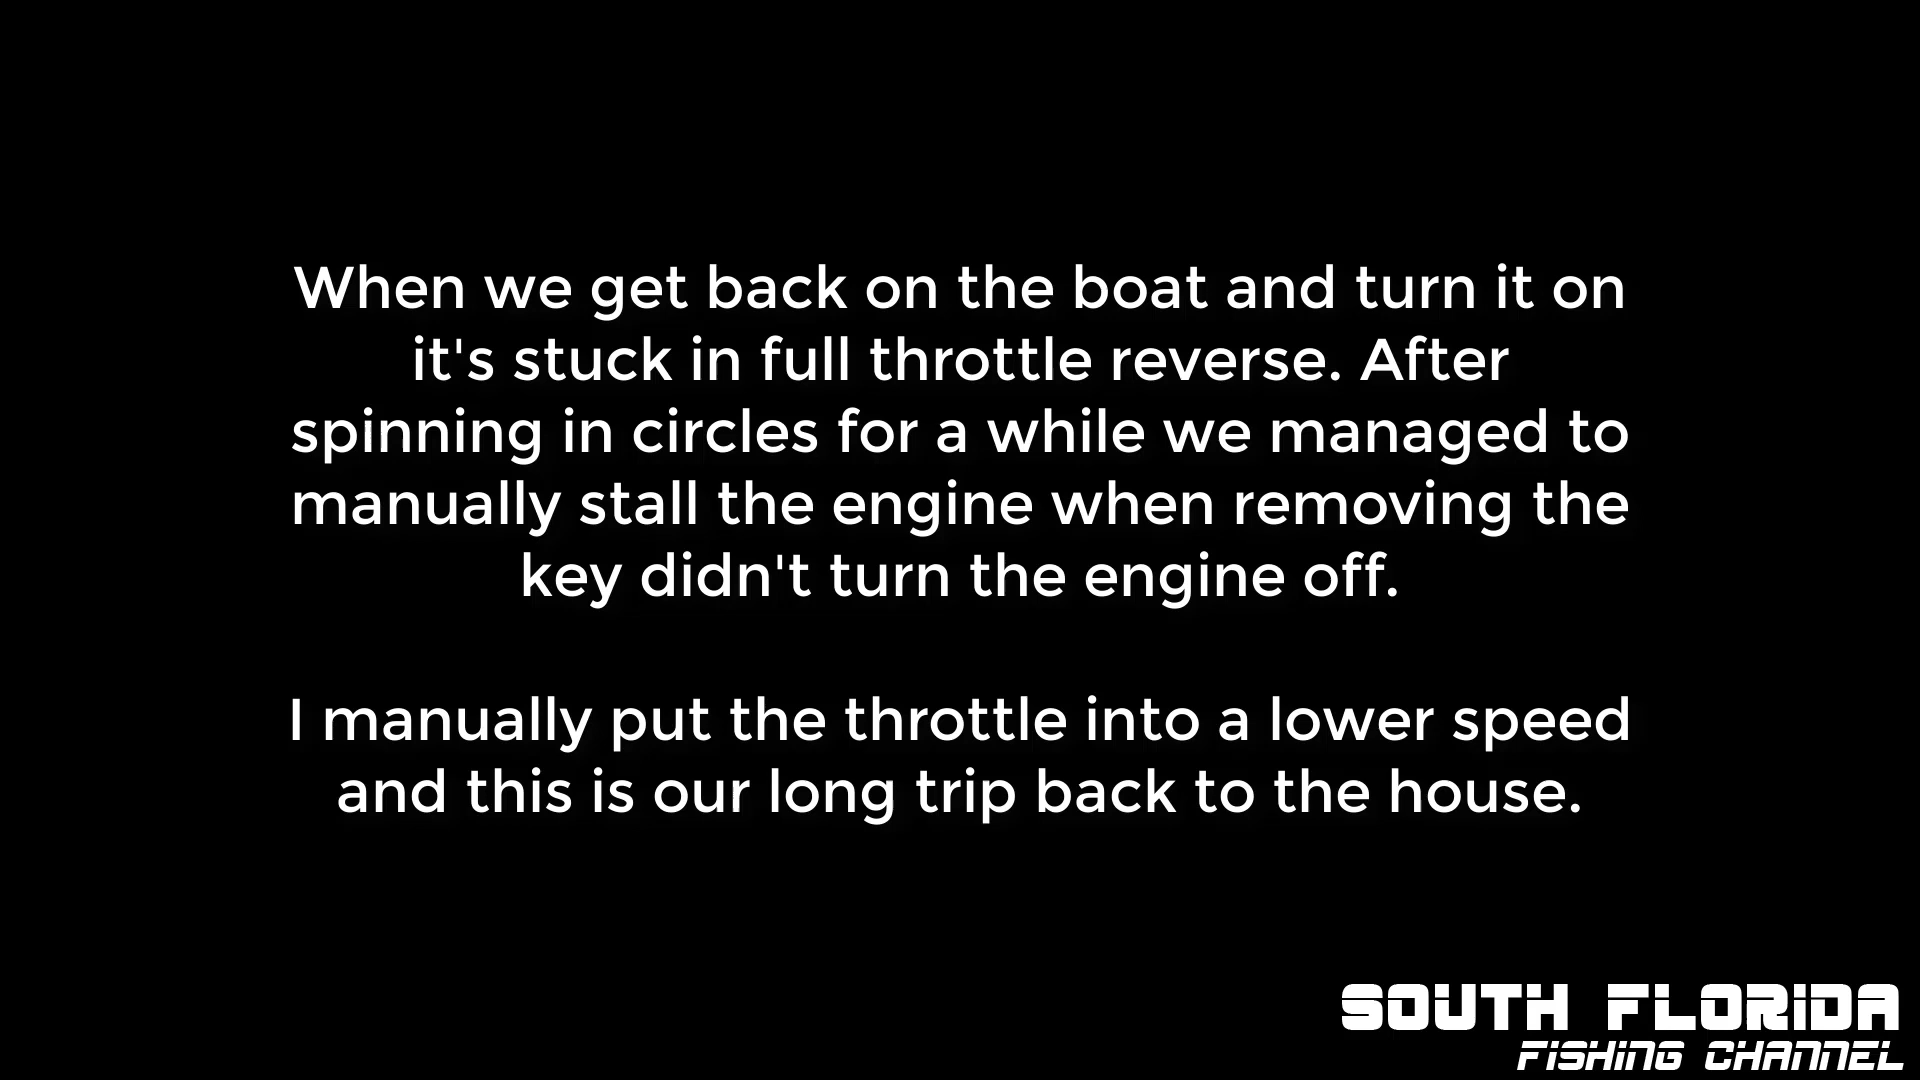 When we get back on the boat and turn it on
it's stuck in full throttle reverse. After
spinning in circles for a while we managed to
manually stall the engine when removing the
key didn't turn the engine off.
I manually put the throttle into a lower speed
and this is our long trip back to the house.
SOUTH FLORIDA
FISHING CHANNEL